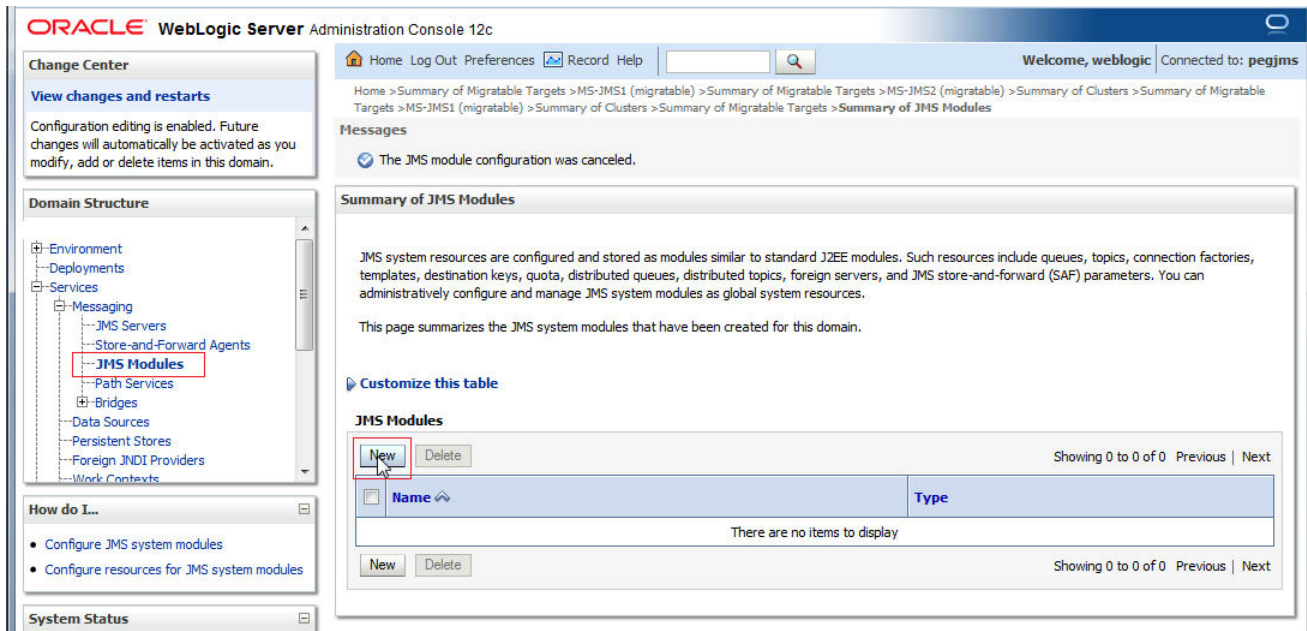 ORACLE WebLogic Server Administration Console 12c
Change Center
View changes and restarts
Configuration editing is enabled. Future
changes will automatically be activated as you
modify, add or delete items in this domain.
Domain Structure
Environment
Deployments
Services
Messaging
JMS Servers
Store-and-Forward Agents
JMS Modules
Path Services
Bridges
Data Sources
Persistent Stores
Foreign JNDI Providers
Work Contexts
How do I...
Configure JMS system modules
Configure resources for JMS system modules
System Status
Home Log Out Preferences Record Help
Welcome, weblogic Connected to: pegjms
Home >Summary of Migratable Targets >MS-JMS1 (migratable) >Summary of Migratable Targets >MS-JMS2 (migratable) >Summary of Clusters >Summary of Migratable
Targets >MS-JMS1 (migratable) >Summary of Clusters >Summary of Migratable Targets >Summary of JMS Modules
Messages
The JMS module configuration was canceled.
Summary of JMS Modules
JMS system resources are configured and stored as modules similar to standard J2EE modules. Such resources include queues, topics, connection factories,
templates, destination keys, quota, distributed queues, distributed topics, foreign servers, and JMS store-and-forward (SAF) parameters. You can
administratively configure and manage JMS system modules as global system resources.
This page summarizes the JMS system modules that have been created for this domain.
Customize this table
JMS Modules
New Delete Showing 0 to 0 of 0 Previous | Next
Name Type
There are no items to display
New Delete Showing 0 to 0 of 0 Previous | Next